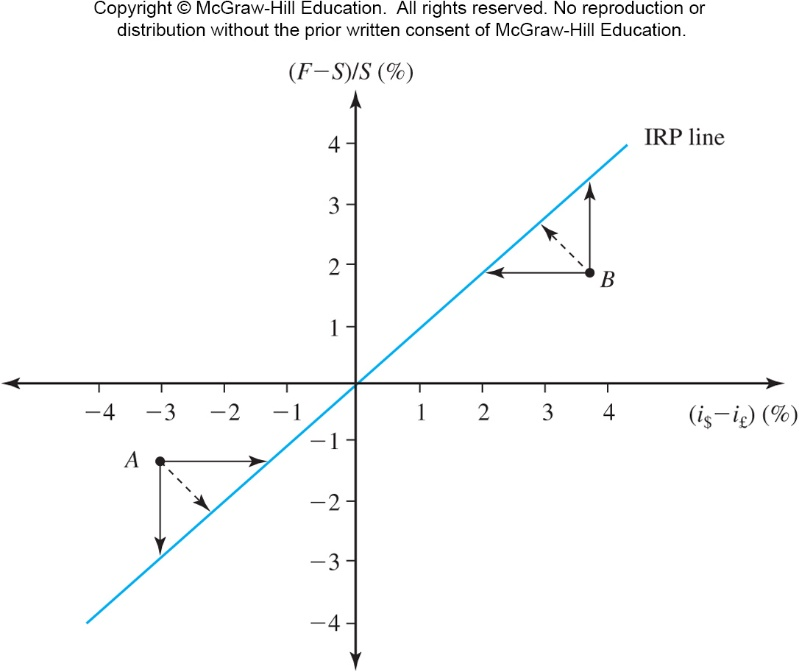 Copyright © McGraw-Hill Education.  All rights reserved. No reproduction or
distribution without the prior written consent of McGraw-Hill Education.
(F−S)/S (%)
IRP line
4
3
2
B
1
−4 −3 −2 −1 1 2 3 4 (i$−i£) (%)
−1
A
−2
−3
−4